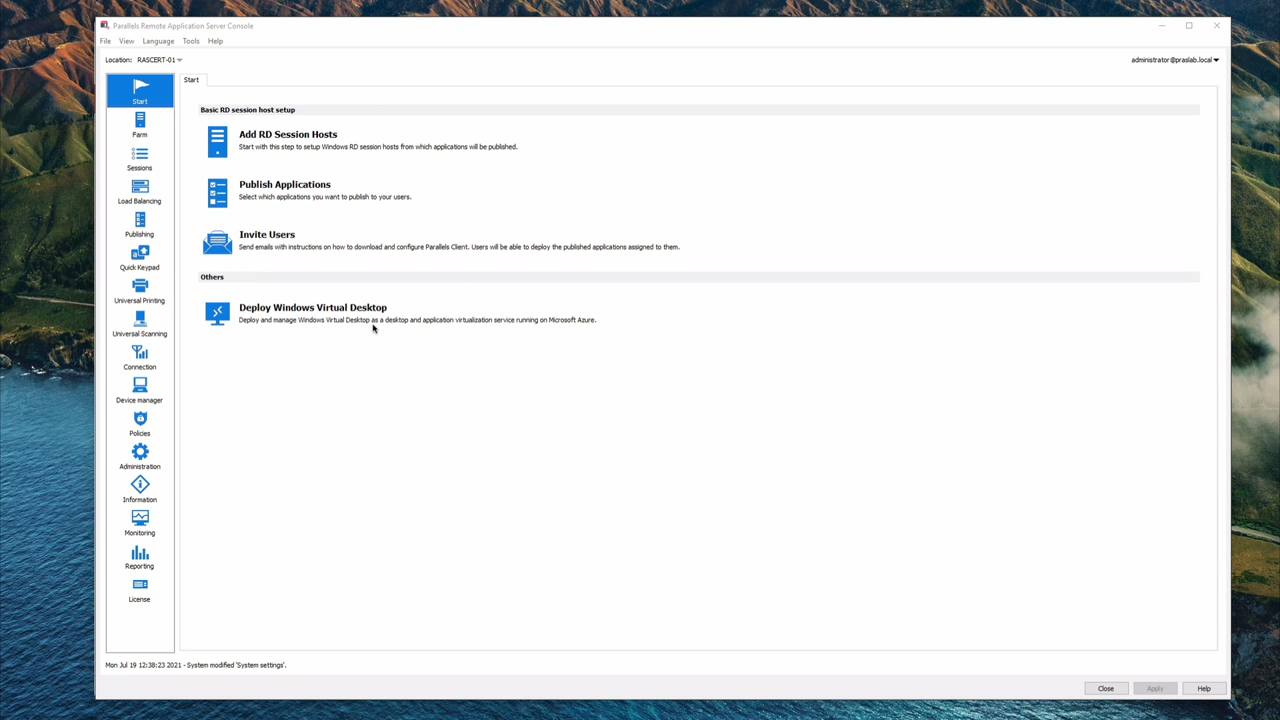 Parallels Remote Application Server Console
File View Language Tools Help
Location: RASCERT-01
administrator@praslab.local
Start
Farm
Sessions
Load Balancing
Publishing
Quick Keypad
Universal Printing
Universal Scanning
Connection
Device manager
Policies
Administration
Information
Monitoring
Reporting
License
Start
Basic RD session host setup
Add RD Session Hosts
Start with this step to setup Windows RD session hosts from which applications will be published.
Publish Applications
Select which applications you want to publish to your users.
Invite Users
Send emails with instructions on how to download and configure Parallels Client. Users will be able to deploy the published applications assigned to them.
Others
Deploy Windows Virtual Desktop
Deploy and manage Windows Virtual Desktop as a desktop and application virtualization service running on Microsoft Azure.
Mon Jul 19 12:38:23 2021 - System modified 'System settings'.
Close Apply Help